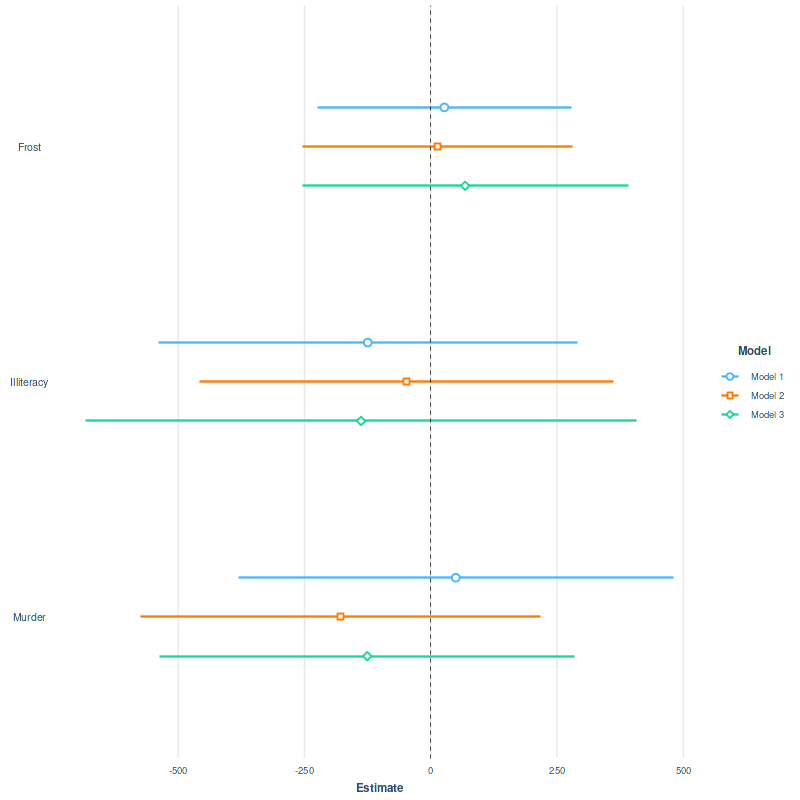 Frost
Illiteracy
Murder
-500 -250 0 250 500
Estimate
Model
Model 1
Model 2
Model 3